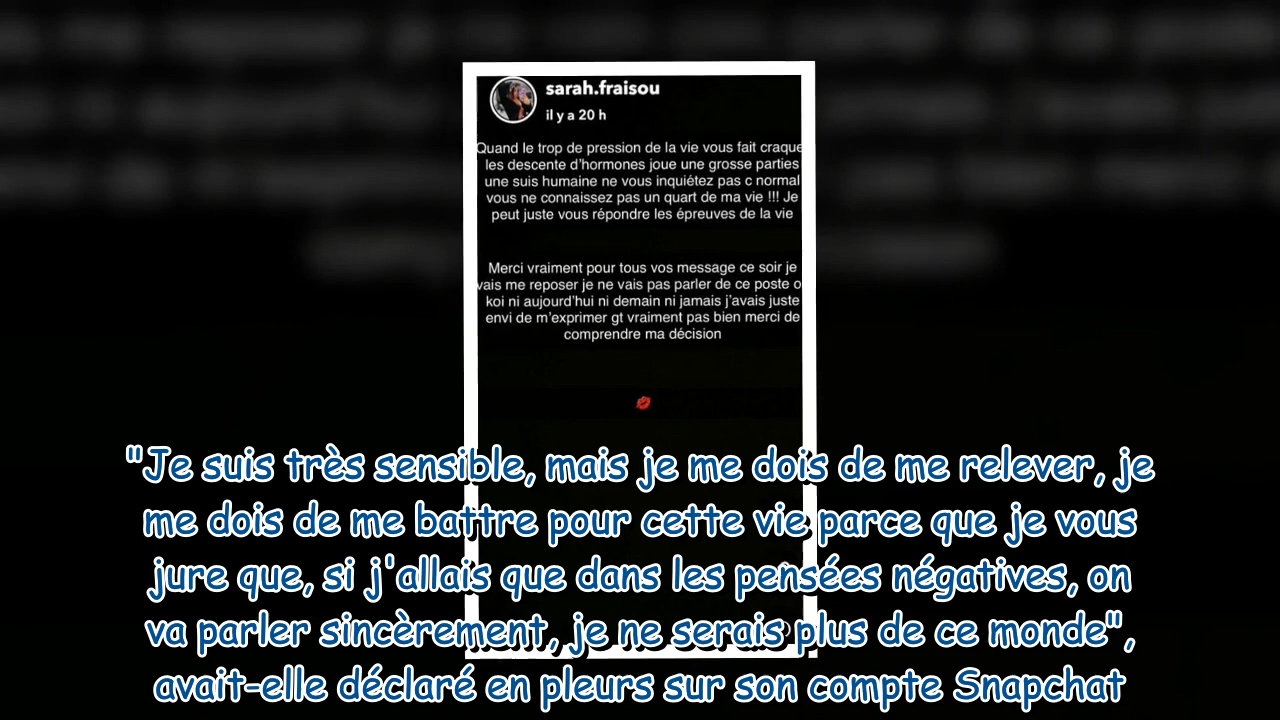 sarah.fraisou
il y a 20 h
Quand le trop de pression de la vie vous fait craque
les descente d'hormones joue une grosse parties
une suis humaine ne vous inquiétez pas c normal
vous ne connaissez pas un quart de ma vie !!! Je
peut juste vous répondre les épreuves de la vie
Merci vraiment pour tous vos message ce soir je
vais me reposer je ne vais pas parler de ce poste o
koi ni aujourd'hui ni demain ni jamais j'avais juste
envi de m'exprimer gt vraiment pas bien merci de
comprendre ma décision
"Je suis très sensible, mais je me dois de me relever, je
me dois de me battre pour cette vie parce que je vous
jure que, si j'allais que dans les pensées négatives, on
va parler sincèrement, je ne serais plus de ce monde",
avait-elle déclaré en pleurs sur son compte Snapchat